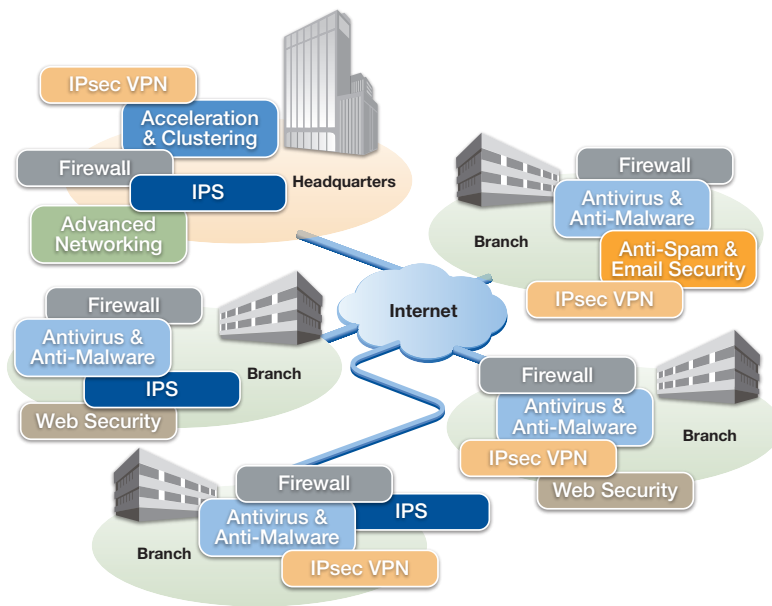 IPsec VPN
Acceleration
& Clustering
Firewall
IPS
Headquarters
Advanced
Networking
Firewall
Antivirus &
Anti-Malware
Branch
Anti-Spam &
Email Security
IPsec VPN
Internet
Firewall
Antivirus &
Anti-Malware
Branch
IPS
Web Security
Firewall
Antivirus &
Anti-Malware
Branch
IPsec VPN
Web Security
Firewall
IPS
Antivirus &
Anti-Malware
Branch
IPsec VPN